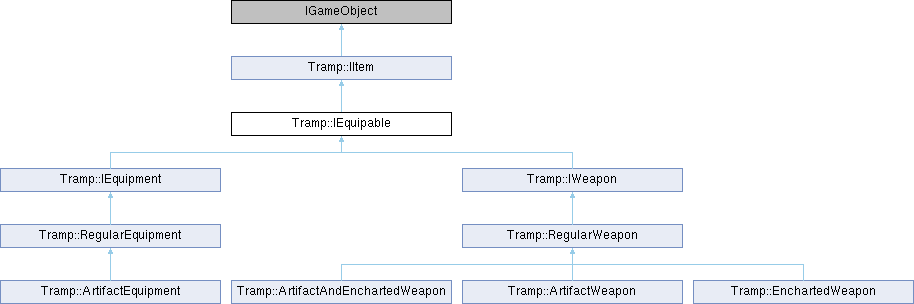 IGameObject
Tramp::IItem
Tramp::IEquipable
Tramp::IEquipment
Tramp::IWeapon
Tramp::RegularEquipment
Tramp::RegularWeapon
Tramp::ArtifactEquipment
Tramp::ArtifactAndEnchartedWeapon
Tramp::ArtifactWeapon
Tramp::EnchartedWeapon